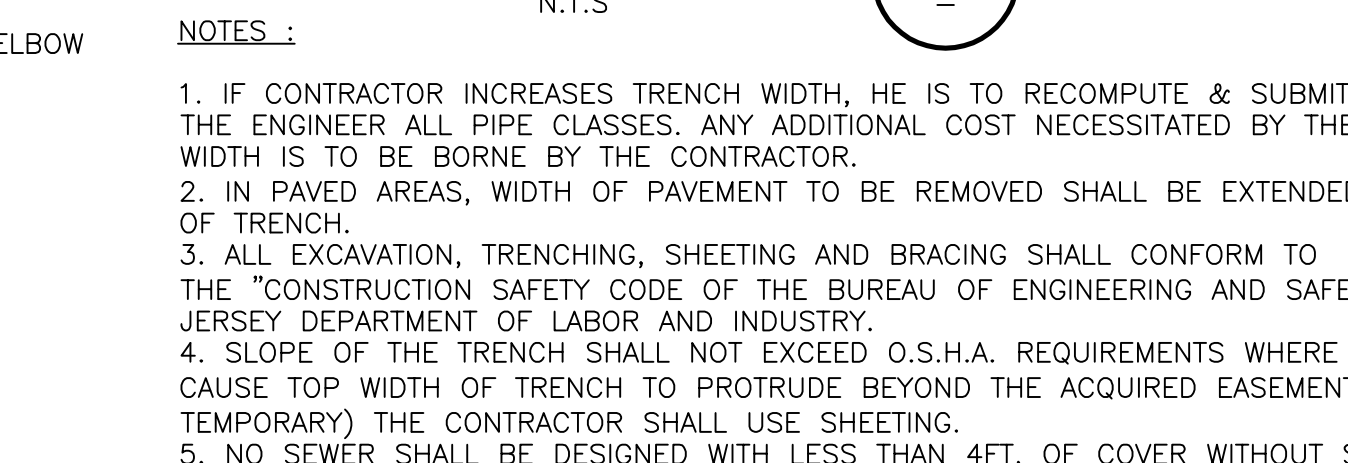 N.T.S
NOTES :
ELBOW
1. IF CONTRACTOR INCREASES TRENCH WIDTH, HE IS TO RECOMPUTE & SUBMIT
THE ENGINEER ALL PIPE CLASSES. ANY ADDITIONAL COST NECESSITATED BY THE
WIDTH IS TO BE BORNE BY THE CONTRACTOR.
2. IN PAVED AREAS, WIDTH OF PAVEMENT TO BE REMOVED SHALL BE EXTENDED
OF TRENCH.
3. ALL EXCAVATION, TRENCHING, SHEETING AND BRACING SHALL CONFORM TO
THE "CONSTRUCTION SAFETY CODE OF THE BUREAU OF ENGINEERING AND SAFE
JERSEY DEPARTMENT OF LABOR AND INDUSTRY.
4. SLOPE OF THE TRENCH SHALL NOT EXCEED O.S.H.A. REQUIREMENTS WHERE
CAUSE TOP WIDTH OF TRENCH TO PROTRUDE BEYOND THE ACQUIRED EASEMENT
TEMPORARY) THE CONTRACTOR SHALL USE SHEETING.
5. NO SEWER SHALL BE DESIGNED WITH LESS THAN 4FT. OF COVER WITHOUT